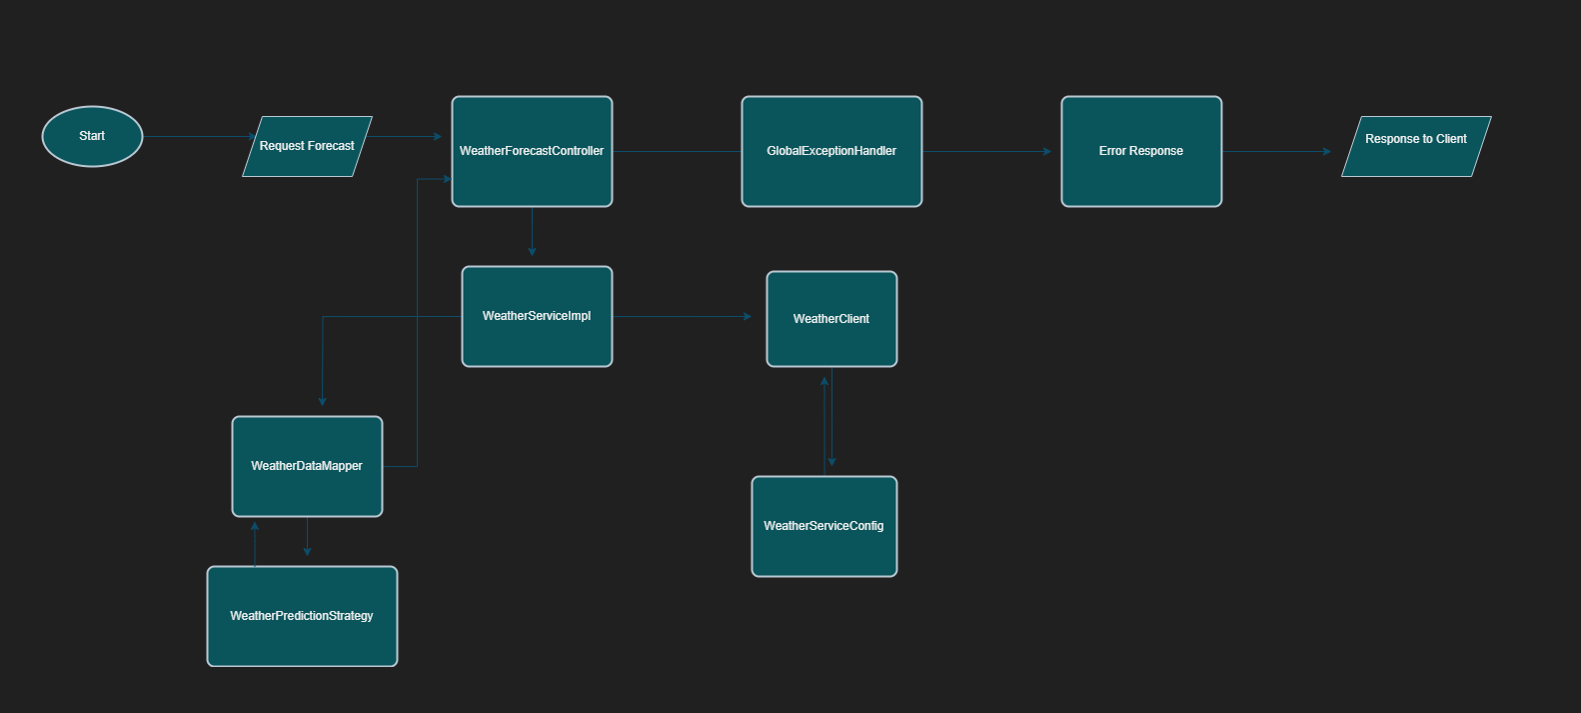 Start
Request Forecast
WeatherForecastController
GlobalExceptionHandler
Error Response
Response to Client
WeatherServiceImpl
WeatherClient
WeatherDataMapper
WeatherServiceConfig
WeatherPredictionStrategy